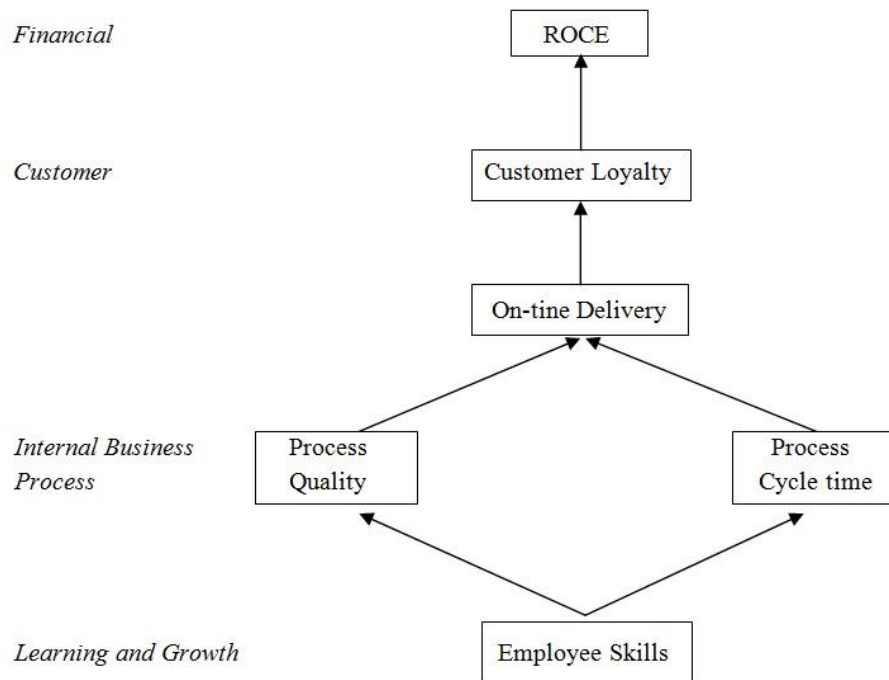 Financial
ROCE
Customer
Customer Loyalty
On-tine Delivery
Internal Business
Process
Process
Quality
Process
Cycle time
Learning and Growth
Employee Skills